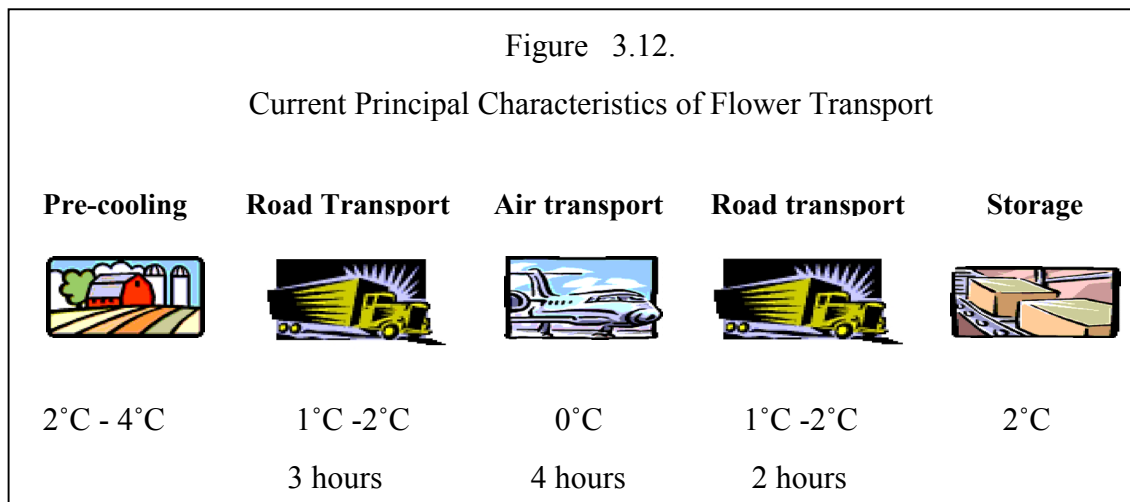 Figure 3.12.
Current Principal Characteristics of Flower Transport
Pre-cooling Road Transport Air transport Road transport Storage
2˚C - 4˚C 1˚C -2˚C 0˚C 1˚C -2˚C 2˚C
3 hours 4 hours 2 hours